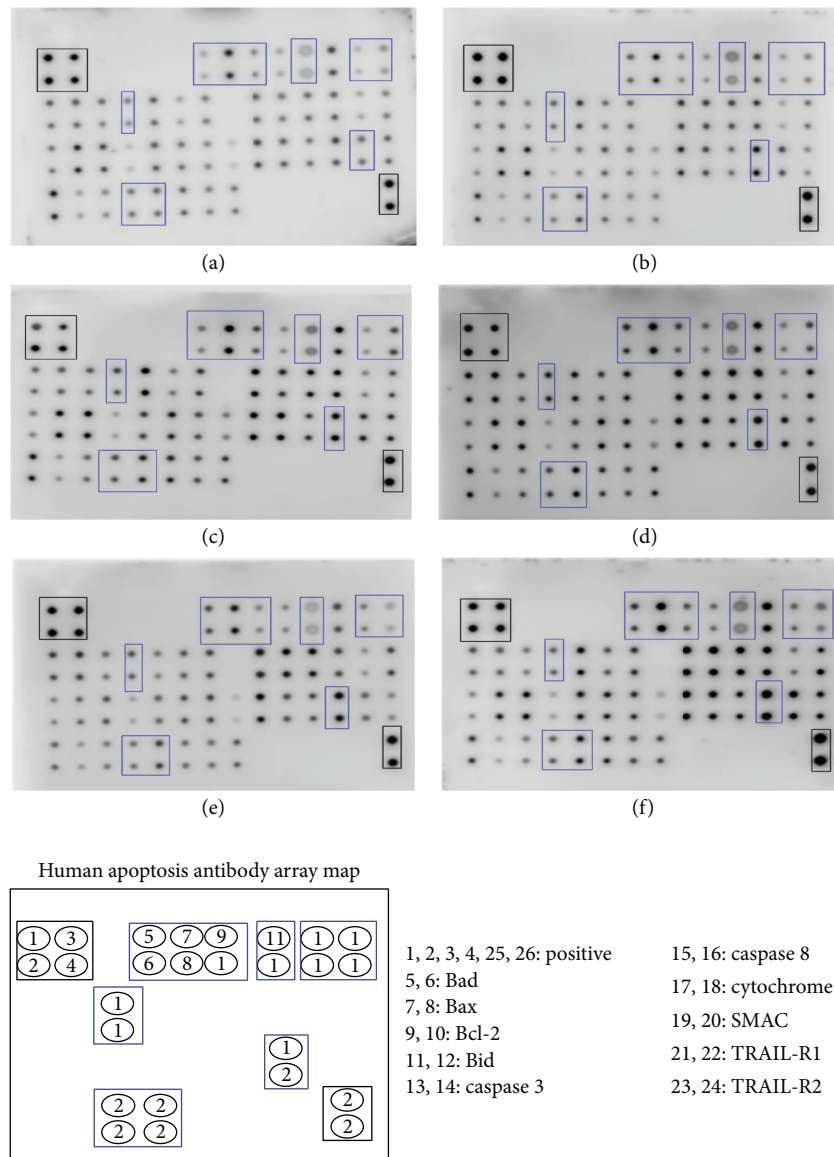 (a)
(b)
(c)
(d)
(e)
(f)
Human apoptosis antibody array map
1 3 5 7 9 11 1 1
2 4 6 8 1 1 1 1
1
1
1
2
2 2 2
2 2 2
1, 2, 3, 4, 25, 26: positive
5, 6: Bad
7, 8: Bax
9, 10: Bcl-2
11, 12: Bid
13, 14: caspase 3
15, 16: caspase 8
17, 18: cytochrome
19, 20: SMAC
21, 22: TRAIL-R1
23, 24: TRAIL-R2